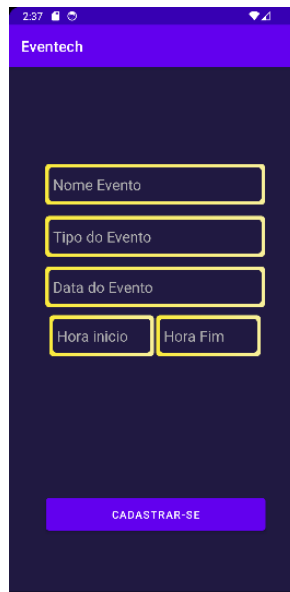 2:37
Eventech
Nome Evento
Tipo do Evento
Data do Evento
Hora inicio Hora Fim
CADASTRAR-SE